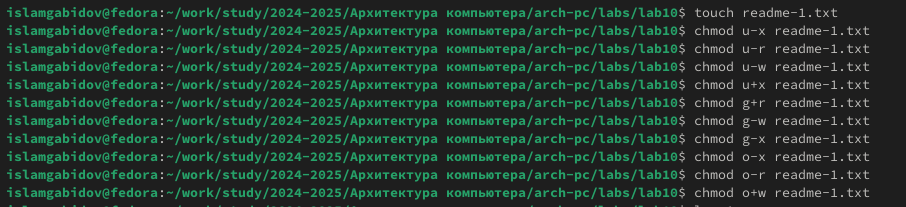 islamgabidov@fedora:~/work/study/2024-2025/Архитектура компьютера/arch-pc/labs/lab10$ touch readme-1.txt
islamgabidov@fedora:~/work/study/2024-2025/Архитектура компьютера/arch-pc/labs/lab10$ chmod u-x readme-1.txt
islamgabidov@fedora:~/work/study/2024-2025/Архитектура компьютера/arch-pc/labs/lab10$ chmod u-r readme-1.txt
islamgabidov@fedora:~/work/study/2024-2025/Архитектура компьютера/arch-pc/labs/lab10$ chmod u-w readme-1.txt
islamgabidov@fedora:~/work/study/2024-2025/Архитектура компьютера/arch-pc/labs/lab10$ chmod u+x readme-1.txt
islamgabidov@fedora:~/work/study/2024-2025/Архитектура компьютера/arch-pc/labs/lab10$ chmod g+r readme-1.txt
islamgabidov@fedora:~/work/study/2024-2025/Архитектура компьютера/arch-pc/labs/lab10$ chmod g-w readme-1.txt
islamgabidov@fedora:~/work/study/2024-2025/Архитектура компьютера/arch-pc/labs/lab10$ chmod g-x readme-1.txt
islamgabidov@fedora:~/work/study/2024-2025/Архитектура компьютера/arch-pc/labs/lab10$ chmod o-x readme-1.txt
islamgabidov@fedora:~/work/study/2024-2025/Архитектура компьютера/arch-pc/labs/lab10$ chmod o-r readme-1.txt
islamgabidov@fedora:~/work/study/2024-2025/Архитектура компьютера/arch-pc/labs/lab10$ chmod o+w readme-1.txt